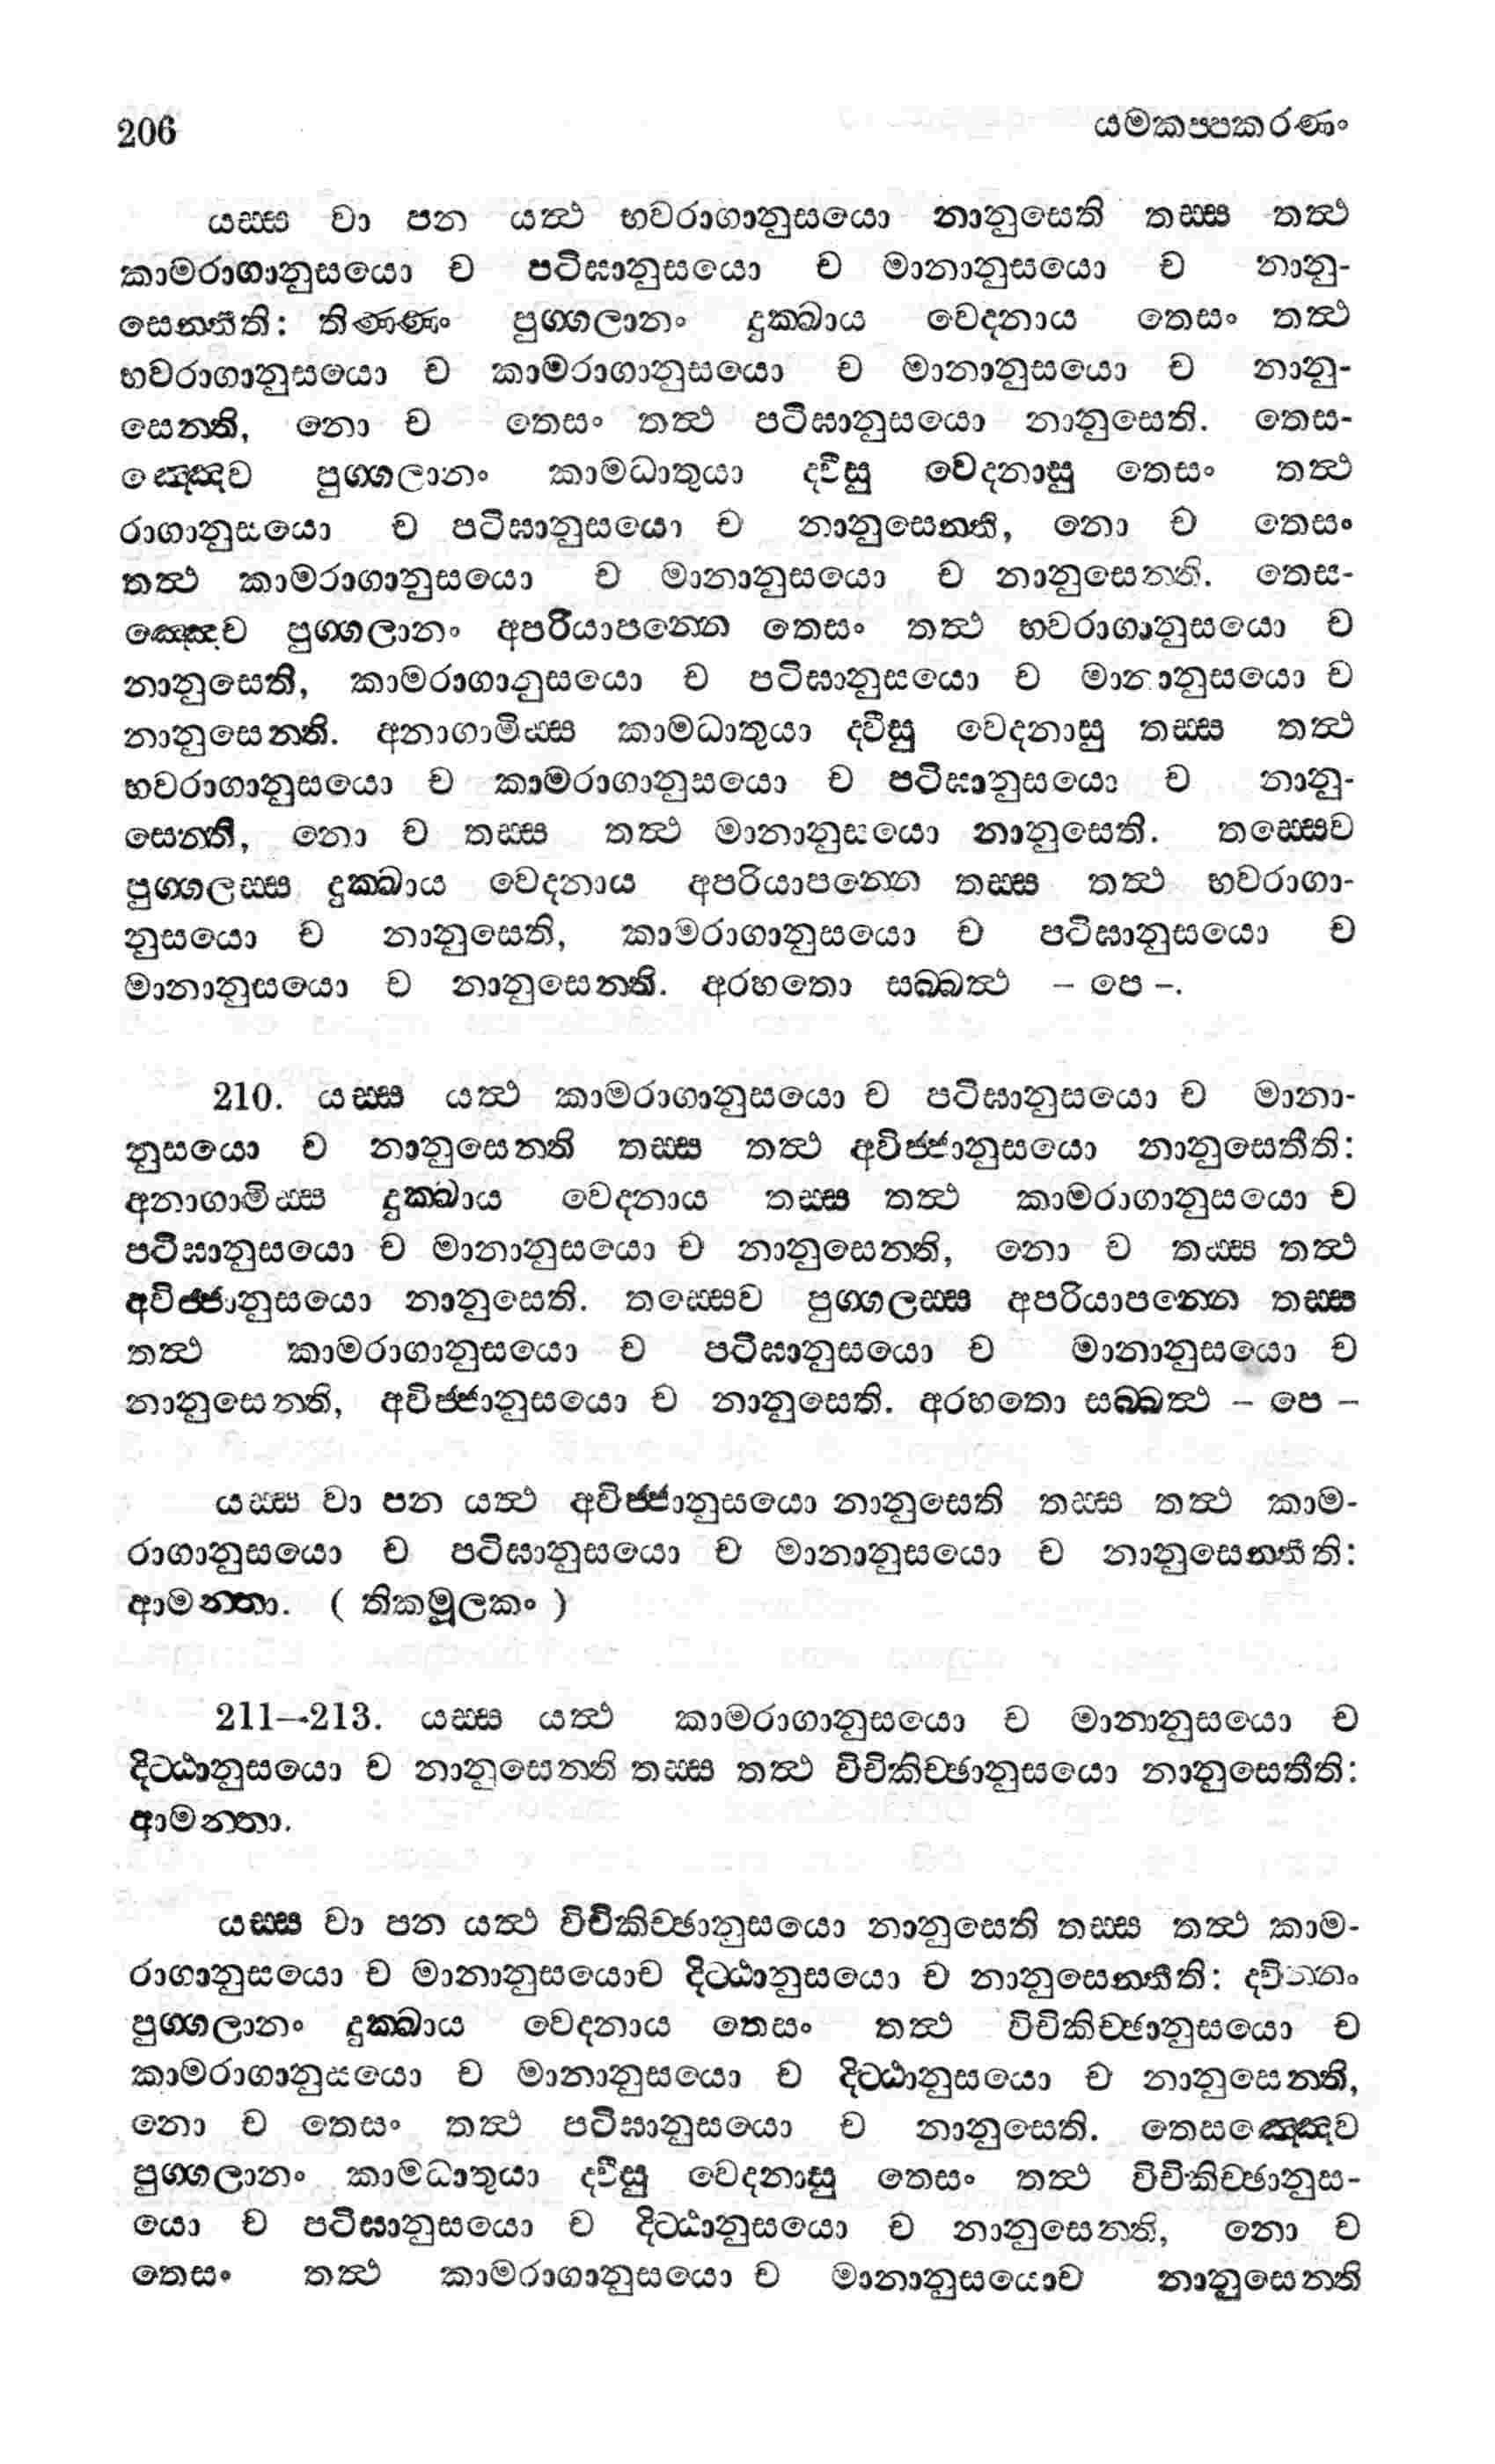 206 යමකප්පකරණං
යස්ස වා පන යත්ථ භවරාගානුසයො නානුසෙති තස්ස තත්ථ
කාමරාගානුසයො ච පටිඝානුසයො ච මානානුසයො ච නානු-
සෙන්තීති: තිණ්ණං පුග්ගලානං දුක්ඛාය වෙදනාය තෙසං තත්ථ
භවරාගානුසයො ච කාමරාගානුසයො ච මානානුසයො ච නානු-
සෙන්ති, නො ච තෙසං තත්ථ පටිඝානුසයො නානුසෙති. තෙස-
ඤ්ඤෙව පුග්ගලානං කාමධාතුයා ද්වීසු වෙදනාසු තෙසං තත්ථ
රාගානුසයො ච පටිඝානුසයො ච නානුසෙන්ති, නො ච තෙසං
තත්ථ කාමරාගානුසයො ච මානානුසයො ච නානුසෙන්ති. තෙස-
ඤ්ඤෙව පුග්ගලානං අපරියාපන්නෙ තෙසං තත්ථ භවරාගානුසයො ච
නානුසෙති, කාමරාගානුසයො ච පටිඝානුසයො ච මානානුසයො ච
නානුසෙන්ති. අනාගාමිස්ස කාමධාතුයා ද්වීසු වෙදනාසු තස්ස තත්ථ
භවරාගානුසයො ච කාමරාගානුසයො ච පටිඝානුසයො ච නානු-
සෙන්ති, නො ච තස්ස තත්ථ මානානුසයො නානුසෙති. තස්සෙව
පුග්ගලස්ස දුක්ඛාය වෙදනාය අපරියාපන්නෙ තස්ස තත්ථ භවරාගා-
නුසයො ච නානුසෙති, කාමරාගානුසයො ච පටිඝානුසයො ච
මානානුසයො ච නානුසෙන්ති. අරහතො සබ්බත්ථ – පෙ –.
210. යස්ස යත්ථ කාමරාගානුසයො ච පටිඝානුසයො ච මානා-
නුසයො ච නානුසෙන්ති තස්ස තත්ථ අවිජ්ජානුසයො නානුසෙතීති:
අනාගාමිස්ස දුක්ඛාය වෙදනාය තස්ස තත්ථ කාමරාගානුසයො ච
පටිඝානුසයො ච මානානුසයො ච නානුසෙන්ති, නො ච තස්ස තත්ථ
අවිජ්ජානුසයො නානුසෙති. තස්සෙව පුග්ගලස්ස අපරියාපන්නෙ තස්ස
තත්ථ කාමරාගානුසයො ච පටිඝානුසයො ච මානානුසයො ච
නානුසෙන්ති, අවිජ්ජානුසයො ච නානුසෙති. අරහතො සබ්බත්ථ – පෙ –
යස්ස වා පන යත්ථ අවිජ්ජානුසයො නානුසෙති තස්ස තත්ථ කාම-
රාගානුසයො ච පටිඝානුසයො ච මානානුසයො ච නානුසෙන්තීති:
ආමන්තා. ( තිකමූලකං )
211–213. යස්ස යත්ථ කාමරාගානුසයො ච මානානුසයො ච
දිට්ඨානුසයො ච නානුසෙන්ති තස්ස තත්ථ විචිකිච්ඡානුසයො නානුසෙතීති:
ආමන්තා.
යස්ස වා පන යත්ථ විචිකිච්ඡානුසයො නානුසෙති තස්ස තත්ථ කාම-
රාගානුසයො ච මානානුසයොච දිට්ඨානුසයො ච නානුසෙන්තීති: ද්වින්නං
පුග්ගලානං දුක්ඛාය වෙදනාය තෙසං තත්ථ විචිකිච්ඡානුසයො ච
කාමරාගානුසයො ච මානානුසයො ච දිට්ඨානුසයො ච නානුසෙන්ති,
නො ච තෙසං තත්ථ පටිඝානුසයො ච නානුසෙති. තෙසඤ්ඤෙව
පුග්ගලානං කාමධාතුයා ද්වීසු වෙදනාසු තෙසං තත්ථ විචිකිච්ඡානුස-
යො ච පටිඝානුසයො ච දිට්ඨානුසයො ච නානුසෙන්ති, නො ච
තෙසං තත්ථ කාමරාගානුසයො ච මානානුසයොච නානුසෙන්ති